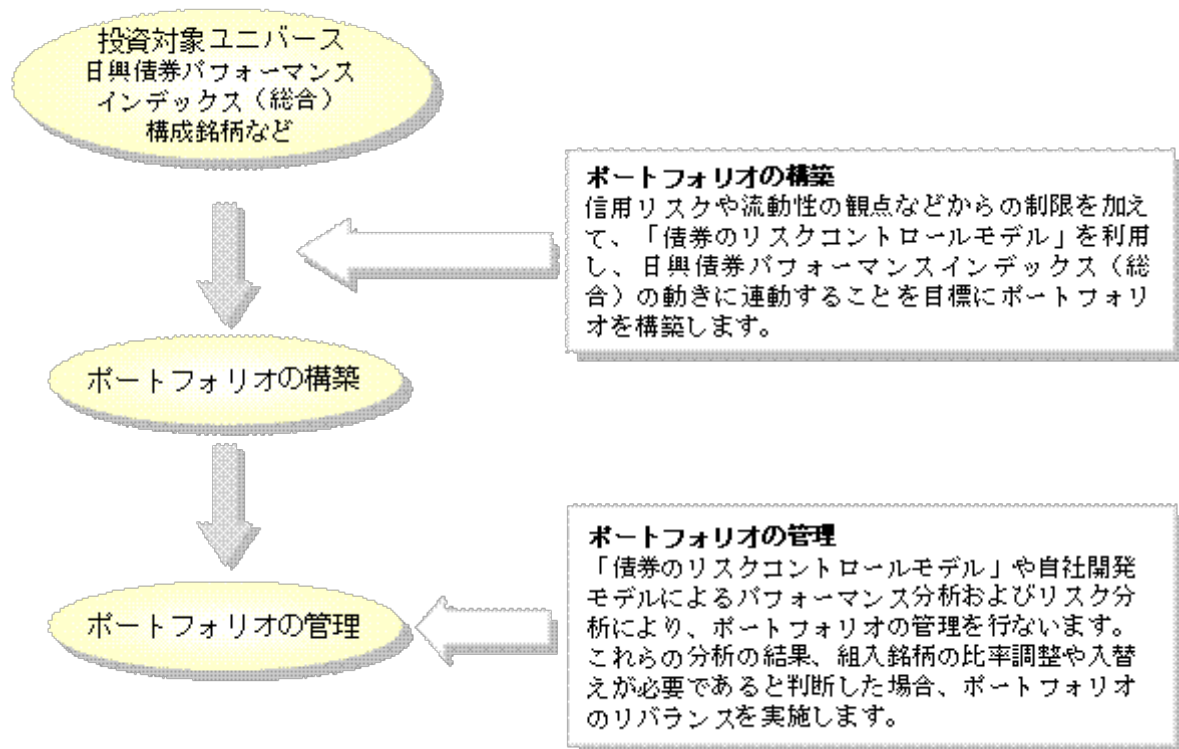 投資対象ユニバース
日興債券パフォーマンス
インデックス（総合）
構成銘柄など
ポートフォリオの構築
信用リスクや流動性の観点などからの制限を加え
て、「債券のリスクコントロールモデル」を利用
し、日興債券パフォーマンスインデックス（総
合）の動きに連動することを目標にポートフォリ
オを構築します。
ポートフォリオの構築
ポートフォリオの管理
「債券のリスクコントロールモデル」や自社開発
モデルによるパフォーマンス分析およびリスク分
析により、ポートフォリオの管理を行ないます。
これらの分析の結果、組入銘柄の比率調整や入替
えが必要であると判断した場合、ポートフォリオ
のリバランスを実施します。
ポートフォリオの管理